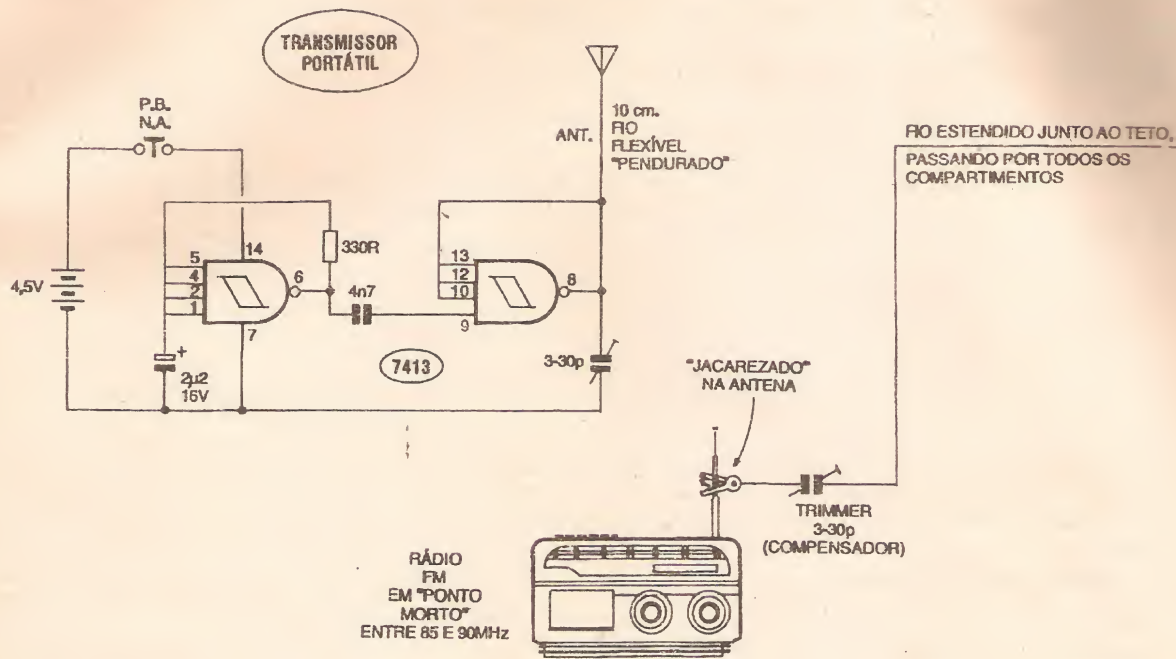 TRANSMISSOR
PORTÁTIL
P.B.
N.A.
4,5V
5
4
2
1
14
7
6
+
2µ2
16V
330R
4n7
7413
13
12
10
9
8
ANT.
10 cm.
FIO
FLEXÍVEL
"PENDURADO"
3-30p
FIO ESTENDIDO JUNTO AO TETO,
PASSANDO POR TODOS OS
COMPARTIMENTOS
"JACAREZADO"
NA ANTENA
TRIMMER
3-30p
(COMPENSADOR)
RÁDIO
FM
EM "PONTO
MORTO"
ENTRE 85 E 90MHz